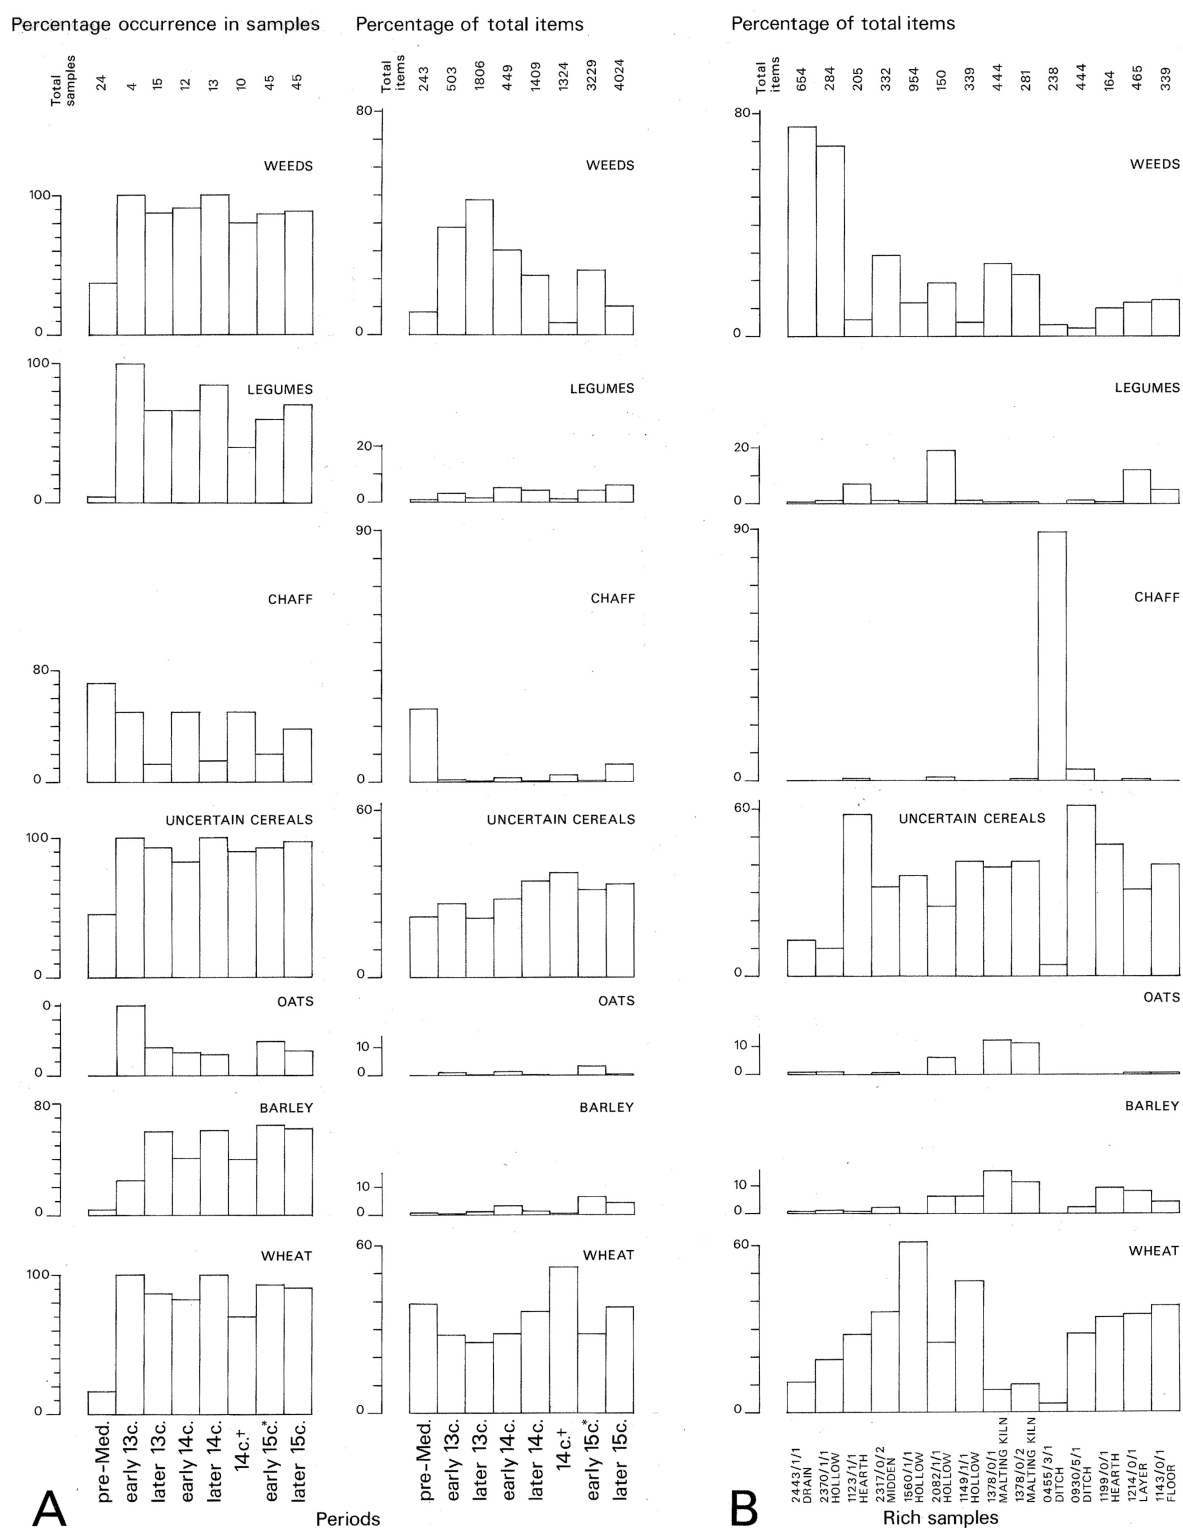 Percentage occurrence in samples
Total samples
24 4 15 12 13 10 45 45
WEEDS
100
0
100
LEGUMES
0
CHAFF
80
0
UNCERTAIN CEREALS
100
0
OATS
0
0
BARLEY
80
0
WHEAT
100
0
pre-Med.
early 13c.
later 13c.
early 14c.
later 14c.
14c.†
early 15c.*
later 15c.
A
Percentage of total items
Total items
243 503 1806 449 1409 1324 3229 4024
80
WEEDS
0
LEGUMES
20
0
90
CHAFF
0
60
UNCERTAIN CEREALS
0
OATS
10
0
BARLEY
10
0
60
WHEAT
0
pre-Med.
early 13c.
later 13c.
early 14c.
later 14c.
14c.†
early 15c.*
later 15c.
Periods
Percentage of total items
Total items
654 284 205 332 954 150 339 444 281 238 444 164 465 339
80
WEEDS
0
LEGUMES
20
0
90
CHAFF
0
60
UNCERTAIN CEREALS
0
OATS
10
0
BARLEY
10
0
60
WHEAT
0
2443/1/1 DRAIN
2370/1/1 HOLLOW
1123/1/1 HEARTH
2317/0/2 MIDDEN
1560/1/1 HOLLOW
2082/1/1 HOLLOW
1149/1/1 HOLLOW
1378/0/1 MALTING KILN
1378/0/2 MALTING KILN
0455/3/1 DITCH
0930/5/1 DITCH
1199/0/1 HEARTH
1214/0/1 LAYER
1143/0/1 FLOOR
B
Rich samples